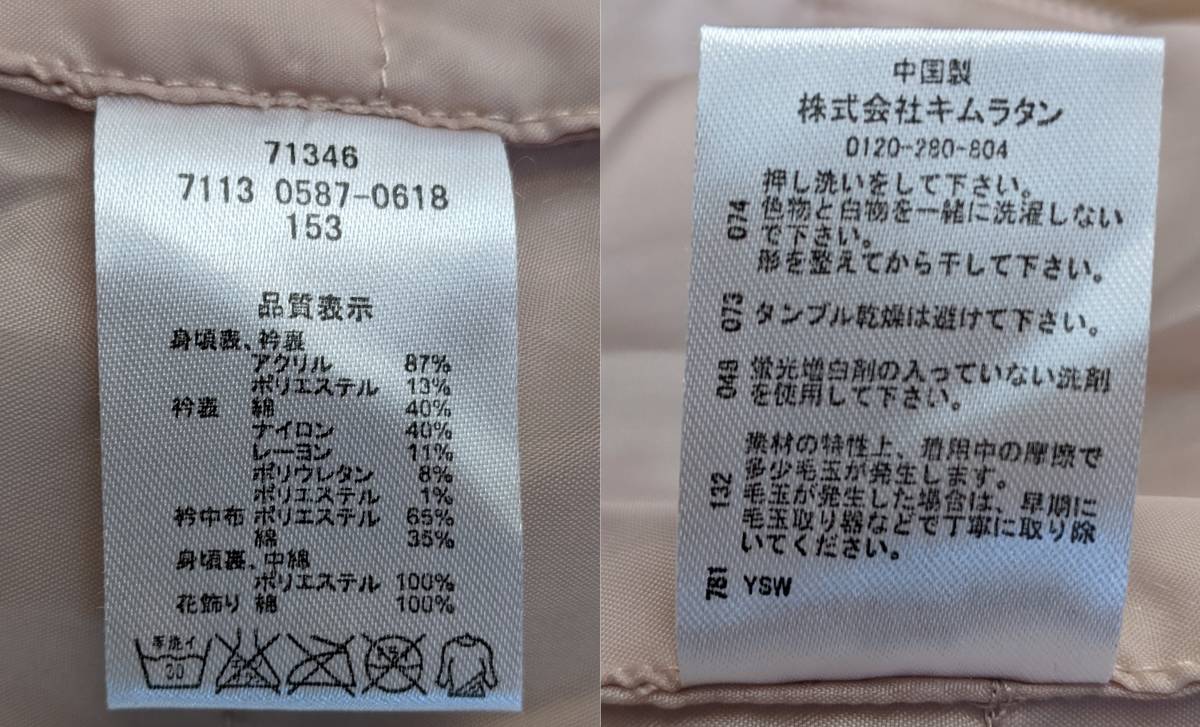 71346
7113 0587-0618
153
品質表示
身頃表、衿裏
アクリル 87%
ポリエステル 13%
衿表 綿 40%
ナイロン 40%
レーヨン 11%
ポリウレタン 8%
ポリエステル 1%
衿中布 ポリエステル 65%
綿 35%
身頃裏、中綿
ポリエステル 100%
花飾り 綿 100%
手洗イ
30
エンソ
ドライ
中国製
株式会社キムラタン
0120-280-804
押し洗いをして下さい。
074 色物と白物を一緒に洗濯しない
で下さい。
形を整えてから干して下さい。
073 タンブル乾燥は避けて下さい。
048 蛍光増白剤の入っていない洗剤
を使用して下さい。
素材の特性上、着用中の摩擦で
多少毛玉が発生します。
132 毛玉が発生した場合は、早期に
毛玉取り器などで丁寧に取り除
いてください。
781 YSW